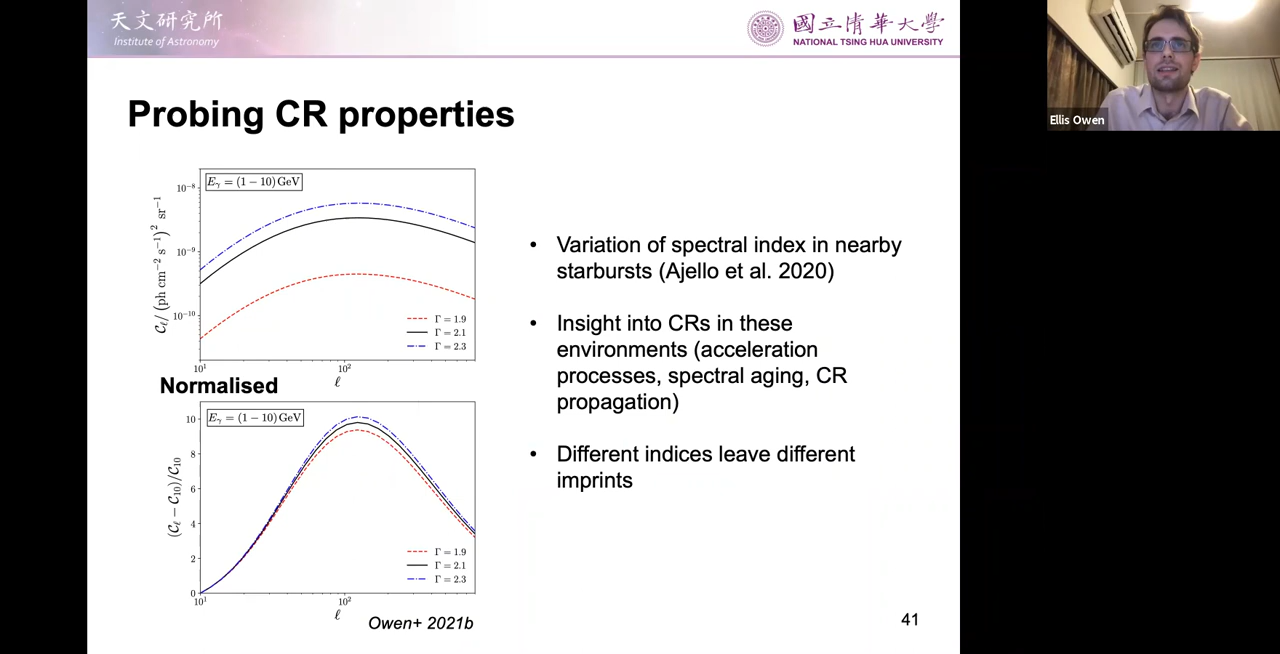 天文研究所
Institute of Astronomy
國立清華大學
NATIONAL TSING HUA UNIVERSITY
Ellis Owen
Probing CR properties
E_γ = (1 − 10) GeV
10⁻⁸
10⁻⁹
10⁻¹⁰
C_ℓ / (ph cm⁻² s⁻¹)² sr⁻¹
Γ = 1.9
Γ = 2.1
Γ = 2.3
10¹
10²
ℓ
Normalised
E_γ = (1 − 10) GeV
10
8
6
4
2
0
(C_ℓ − C₁₀)/C₁₀
Γ = 1.9
Γ = 2.1
Γ = 2.3
10¹
10²
ℓ
Owen+ 2021b
• Variation of spectral index in nearby
starbursts (Ajello et al. 2020)
• Insight into CRs in these
environments (acceleration
processes, spectral aging, CR
propagation)
• Different indices leave different
imprints
41